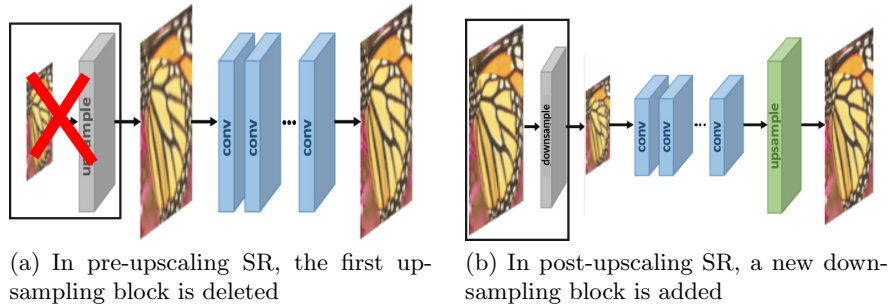 upsample
conv
conv
...
conv
(a) In pre-upscaling SR, the first up-
sampling block is deleted
downsample
conv
conv
...
conv
upsample
(b) In post-upscaling SR, a new down-
sampling block is added